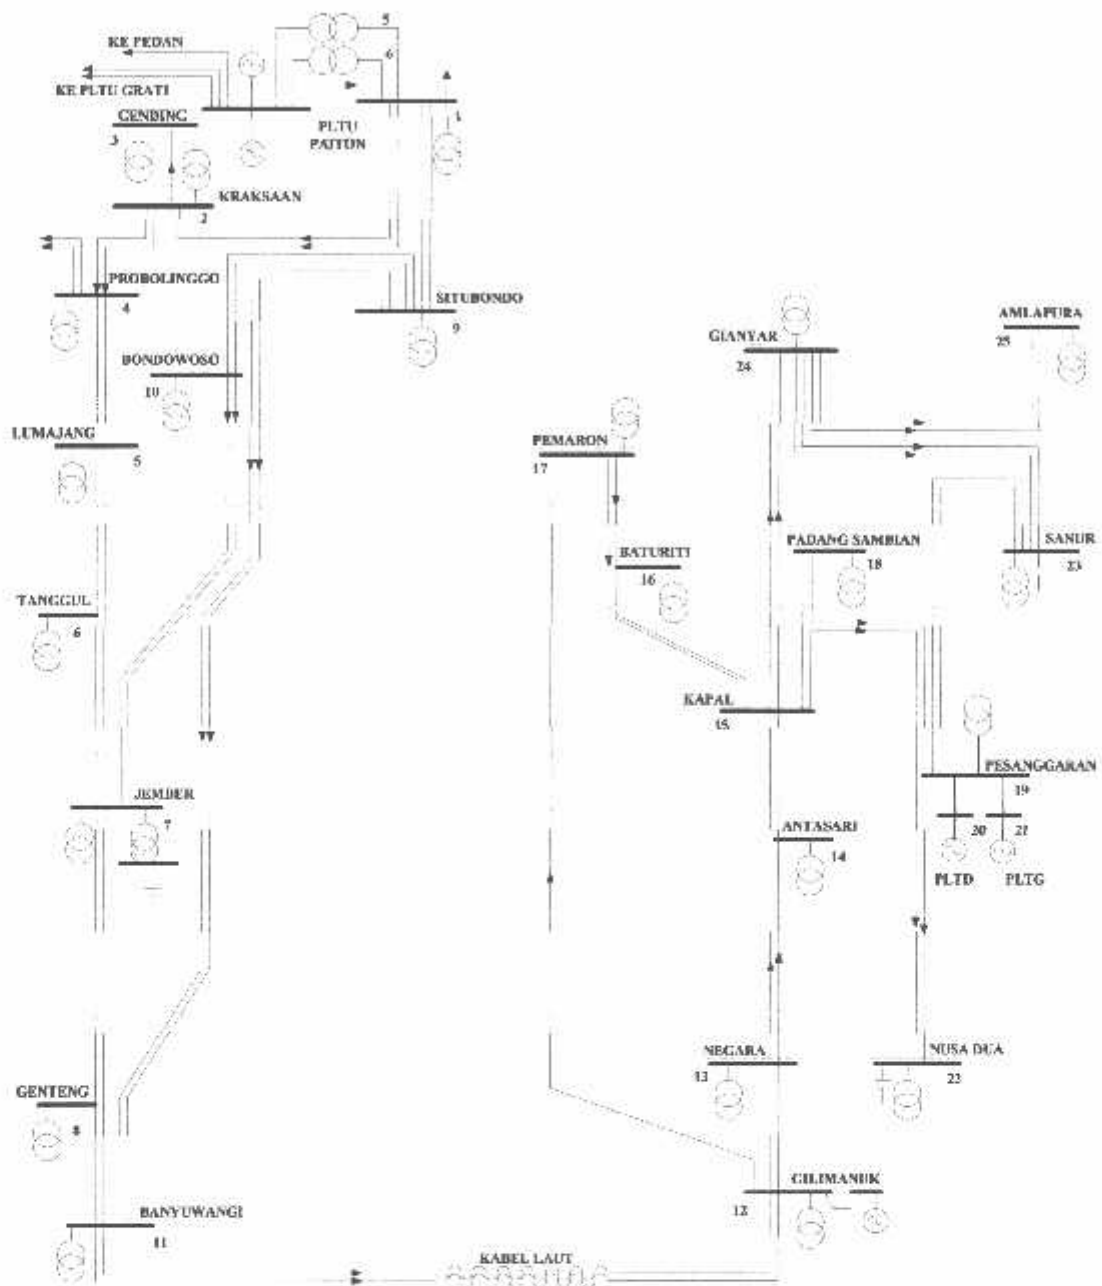 5
KE PEDAN
6
KE PLTU GRATI
GENDING
3
PLTU
PAITON
1
KRAKSAAN
2
PROBOLINGGO
4
SITUBONDO
9
BONDOWOSO
10
GIANYAR
24
AMLAPURA
25
LUMAJANG
5
PEMARON
17
PADANG SAMBIAN
18
SANUR
23
BATURITI
16
TANGGUL
6
KAPAL
15
JEMBER
7
PESANGGARAN
19
20
21
PLTD
PLTG
ANTASARI
14
NEGARA
13
NUSA DUA
22
GENTENG
8
GILIMANUK
12
BANYUWANGI
11
KABEL LAUT